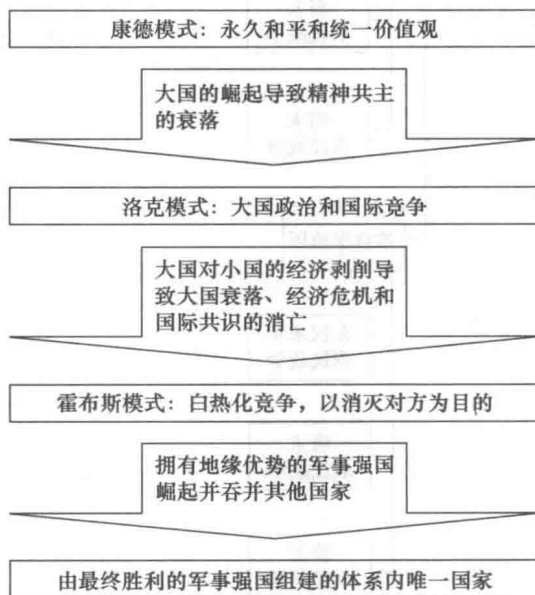 康德模式：永久和平和统一价值观
大国的崛起导致精神共主
的衰落
洛克模式：大国政治和国际竞争
大国对小国的经济剥削导
致大国衰落、经济危机和
国际共识的消亡
霍布斯模式：白热化竞争，以消灭对方为目的
拥有地缘优势的军事强国
崛起并吞并其他国家
由最终胜利的军事强国组建的体系内唯一国家